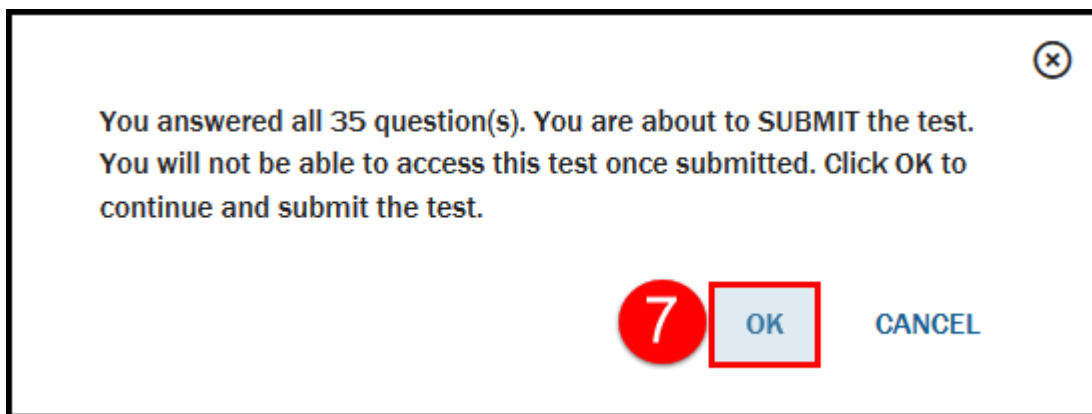 You answered all 35 question(s). You are about to SUBMIT the test.
You will not be able to access this test once submitted. Click OK to
continue and submit the test.
7 OK CANCEL